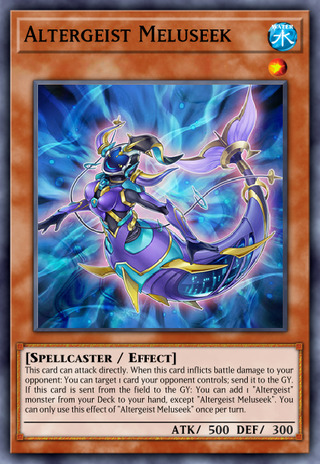 ALTERGEIST MELUSEEK
WATER
水
[SPELLCASTER / EFFECT]
This card can attack directly. When this card inflicts battle damage to your
opponent: You can target 1 card your opponent controls; send it to the GY.
If this card is sent from the field to the GY: You can add 1 "Altergeist"
monster from your Deck to your hand, except "Altergeist Meluseek". You
can only use this effect of "Altergeist Meluseek" once per turn.
ATK/ 500 DEF/ 300